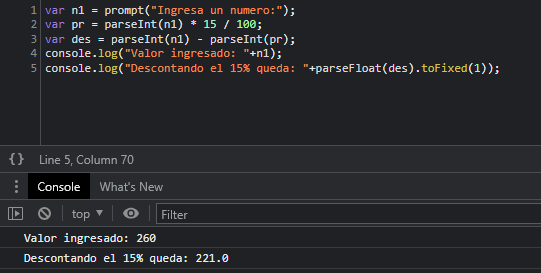 1 var n1 = prompt("Ingresa un numero:");
2 var pr = parseInt(n1) * 15 / 100;
3 var des = parseInt(n1) - parseInt(pr);
4 console.log("Valor ingresado: "+n1);
5 console.log("Descontando el 15% queda: "+parseFloat(des).toFixed(1));
{} Line 5, Column 70
Console What's New
top Filter
Valor ingresado: 260
Descontando el 15% queda: 221.0